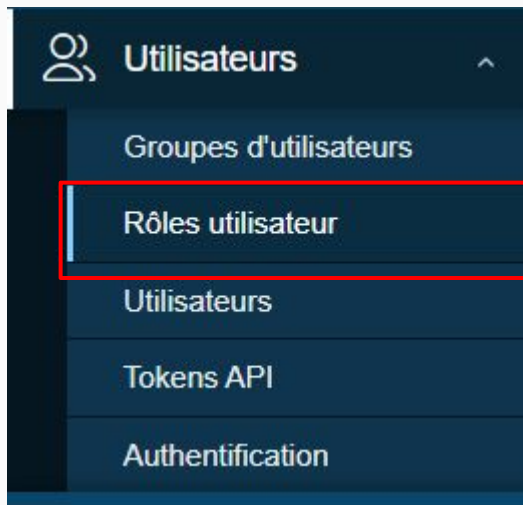 Utilisateurs
Groupes d'utilisateurs
Rôles utilisateur
Utilisateurs
Tokens API
Authentification